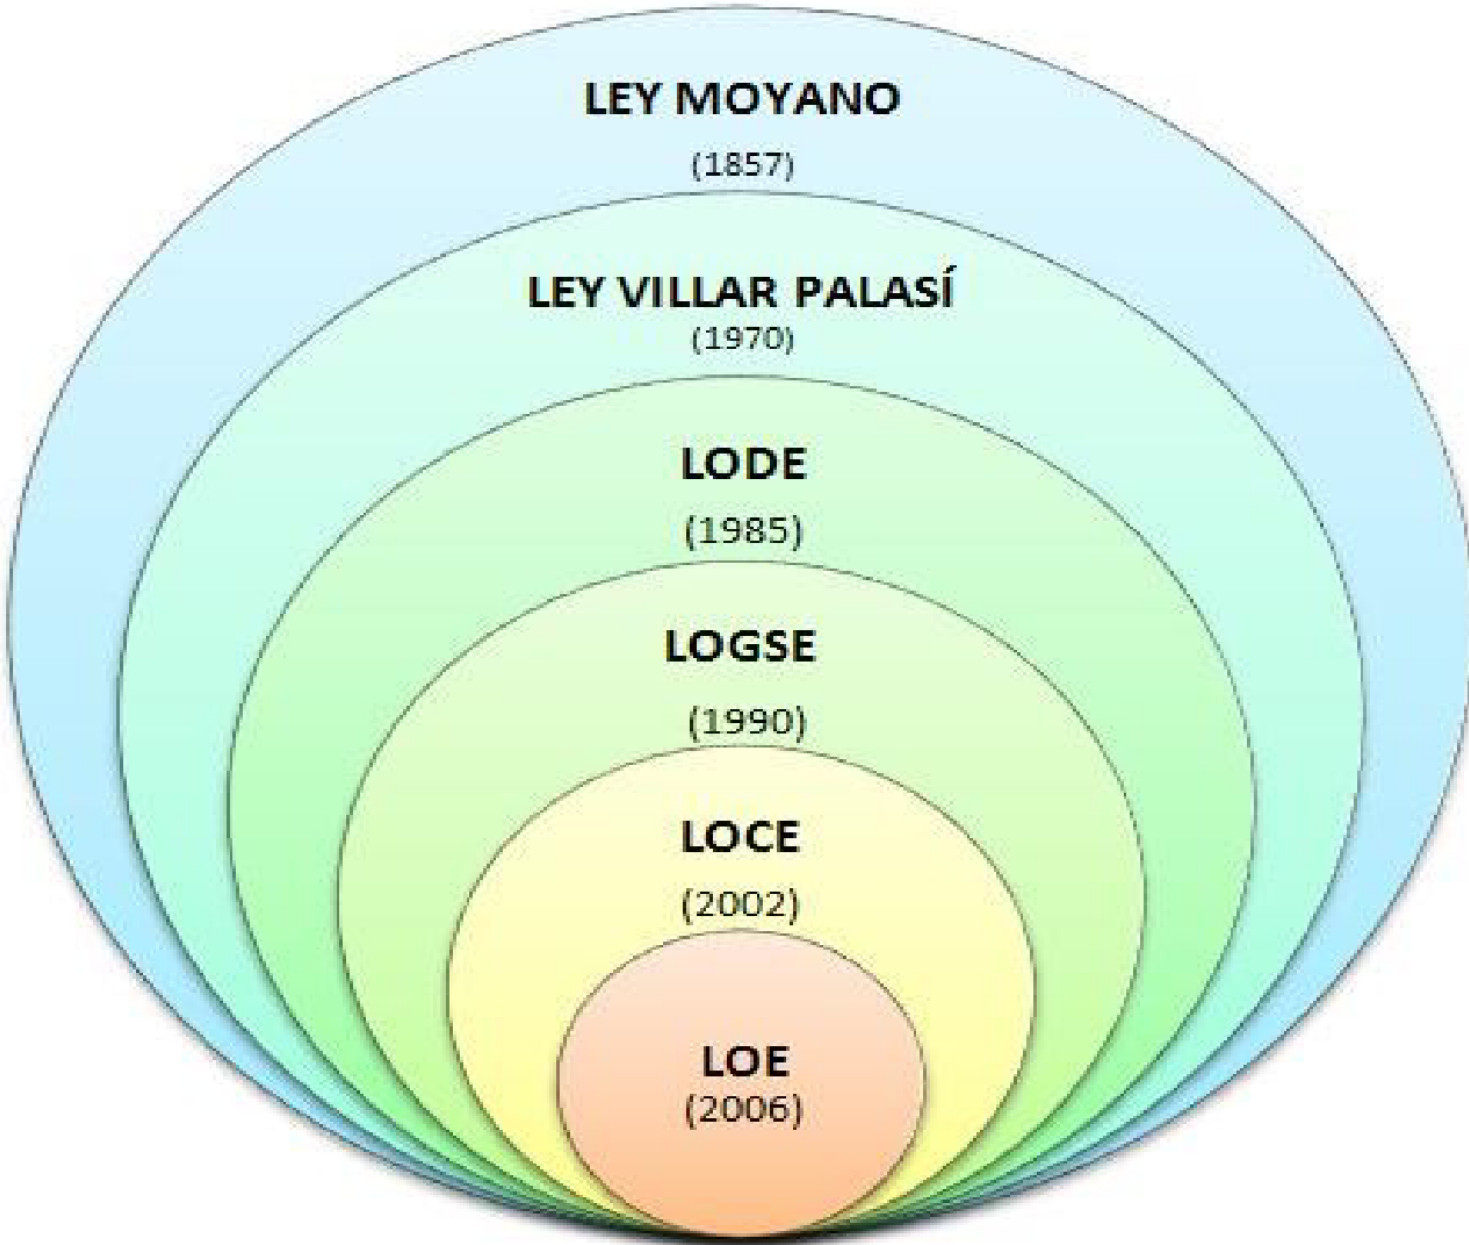 LEY MOYANO
(1857)
LEY VILLAR PALASÍ
(1970)
LODE
(1985)
LOGSE
(1990)
LOCE
(2002)
LOE
(2006)